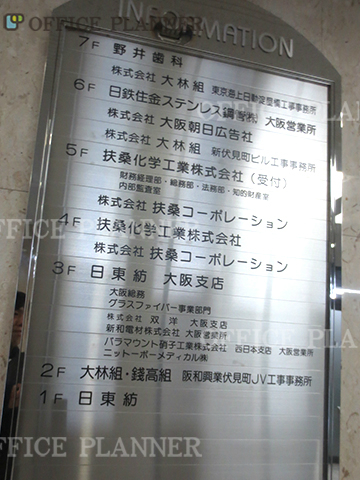 OFFICE PLANNER
INFORMATION
7F 野井歯科
株式会社 大林組 東京海上日動淀屋橋工事事務所
6F 日鉄住金ステンレス鋼管㈱ 大阪営業所
株式会社 大阪朝日広告社
株式会社 大林組 新伏見町ビル工事事務所
5F 扶桑化学工業株式会社(受付)
財務経理部・総務部・法務部・知的財産室
内部監査室
株式会社 扶桑コーポレーション
4F 扶桑化学工業株式会社
株式会社 扶桑コーポレーション
3F 日東紡 大阪支店
大阪総務
グラスファイバー事業部門
株式会社 双洋 大阪支店
新和電材株式会社 大阪営業所
パラマウント硝子工業株式会社 西日本支店 大阪営業所
ニットーボーメディカル㈱
2F 大林組・錢高組 阪和興業伏見町JV工事事務所
1F 日東紡
OFFICE PLANNER